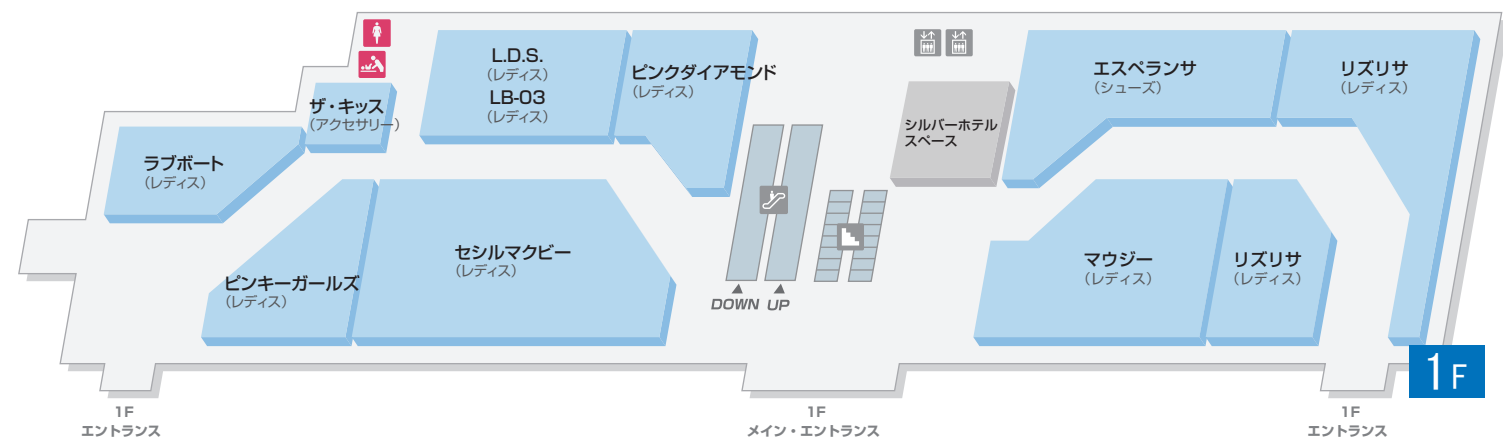 L.D.S.
(レディス)
LB-03
(レディス)
ピンクダイアモンド
(レディス)
エスペランサ
(シューズ)
リズリサ
(レディス)
ザ・キッス
(アクセサリー)
シルバーホテル
スペース
ラブボート
(レディス)
セシルマクビー
(レディス)
マウジー
(レディス)
リズリサ
(レディス)
ピンキーガールズ
(レディス)
DOWN UP
1F
1F
エントランス
1F
メイン・エントランス
1F
エントランス